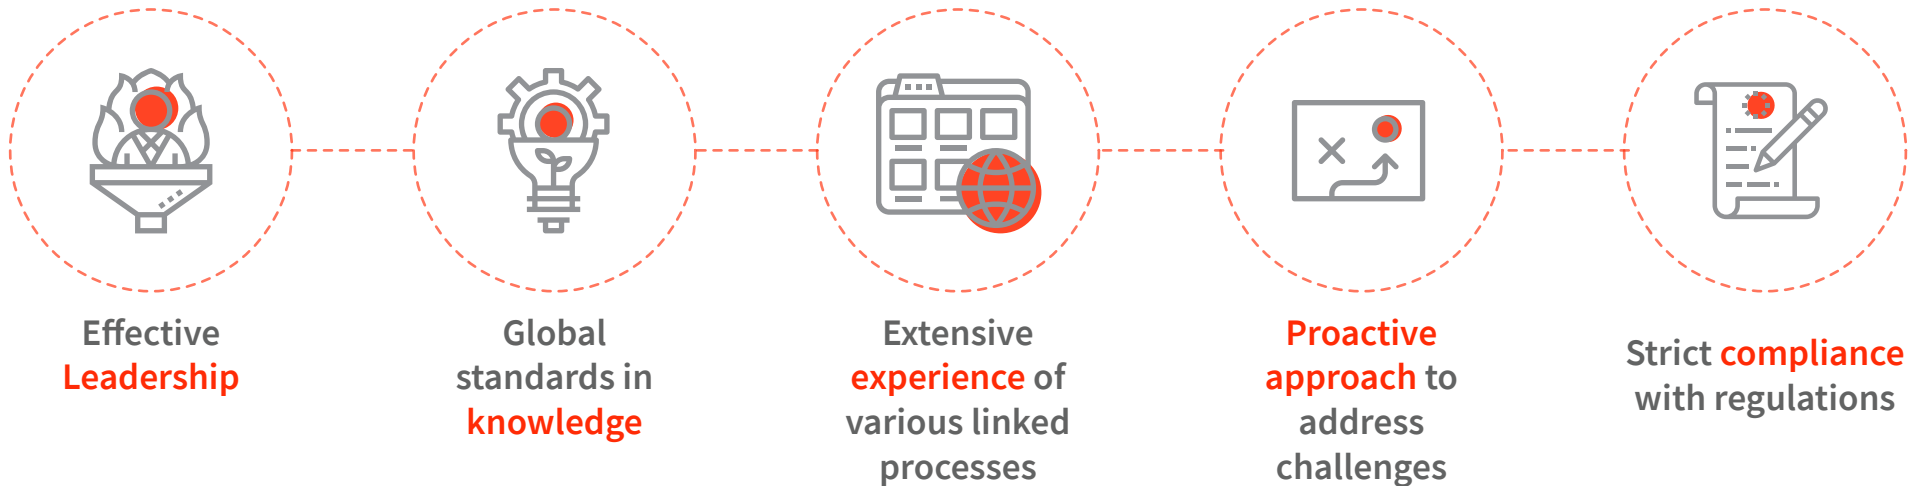 Effective
Leadership
Global
standards in
knowledge
Extensive
experience of
various linked
processes
Proactive
approach to
address
challenges
Strict compliance
with regulations